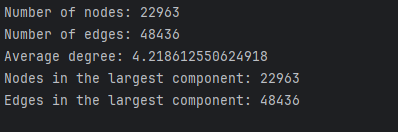 Number of nodes: 22963
Number of edges: 48436
Average degree: 4.218612550624918
Nodes in the largest component: 22963
Edges in the largest component: 48436